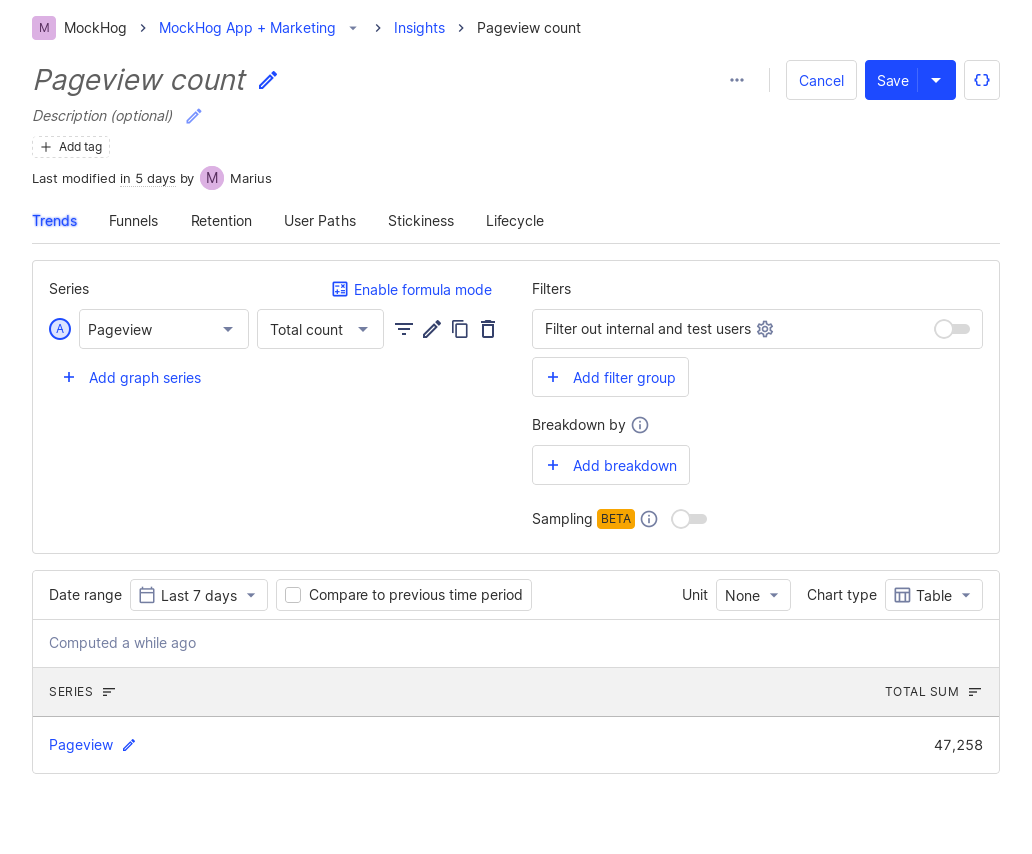 M MockHog MockHog App + Marketing Insights Pageview count
Pageview count
Cancel Save
Description (optional)
Add tag
Last modified in 5 days by M Marius
Trends Funnels Retention User Paths Stickiness Lifecycle
Series Enable formula mode
A Pageview Total count
Add graph series
Filters
Filter out internal and test users
Add filter group
Breakdown by
Add breakdown
Sampling BETA
Date range Last 7 days Compare to previous time period Unit None Chart type Table
Computed a while ago
SERIES TOTAL SUM
Pageview 47,258